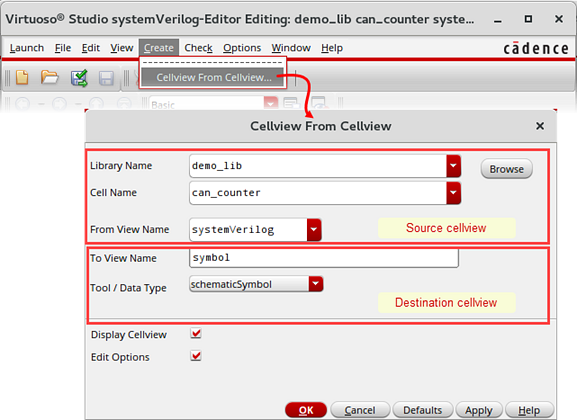 Virtuoso® Studio systemVerilog-Editor Editing: demo_lib can_counter syste...
Launch File Edit View Create Check Options Window Help cādence
Cellview From Cellview...
Basic
Cellview From Cellview
Library Name demo_lib Browse
Cell Name can_counter
From View Name systemVerilog Source cellview
To View Name symbol
Tool / Data Type schematicSymbol
Destination cellview
Display Cellview
Edit Options
OK Cancel Defaults Apply Help